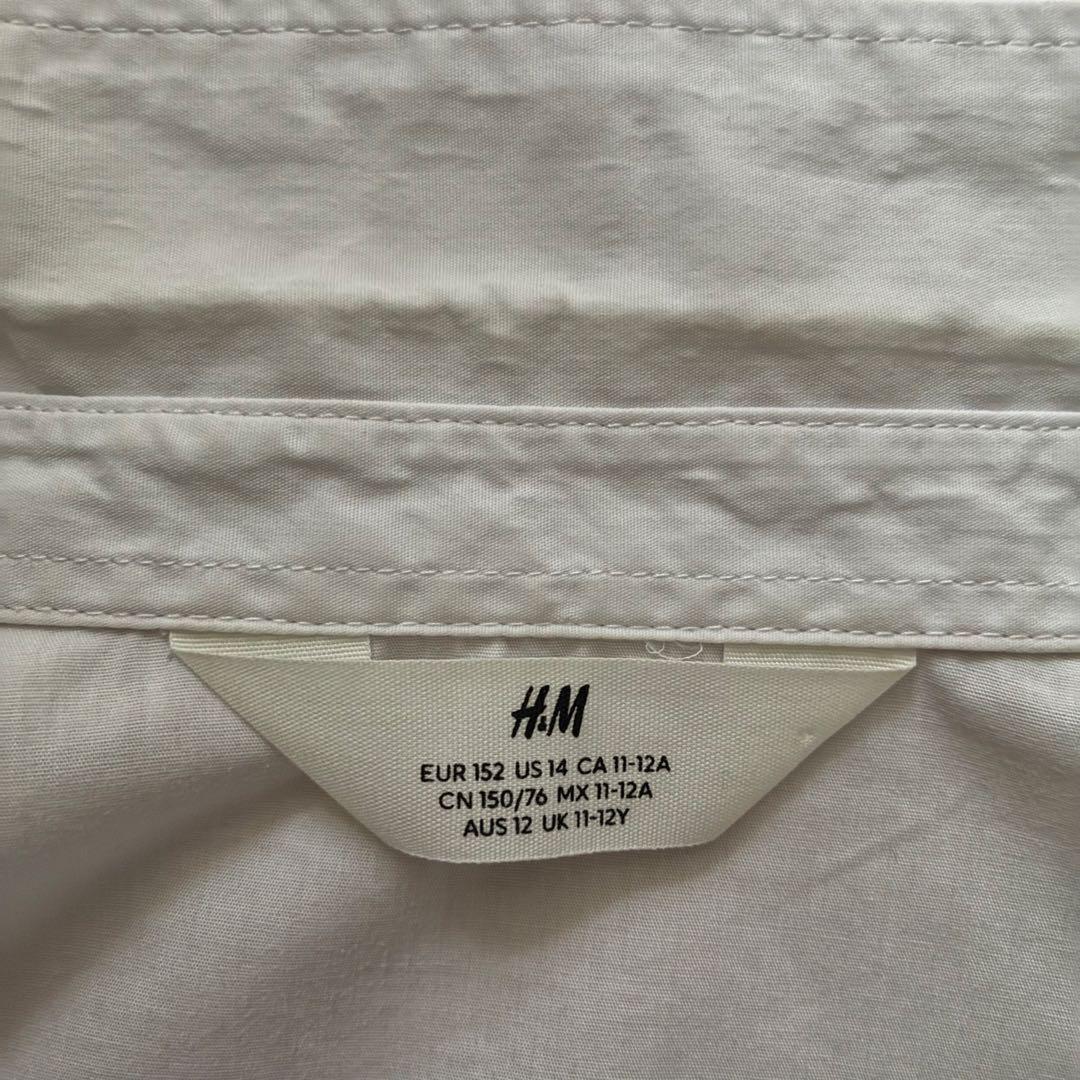 H&M
EUR 152 US 14 CA 11-12A
CN 150/76 MX 11-12A
AUS 12 UK 11-12Y